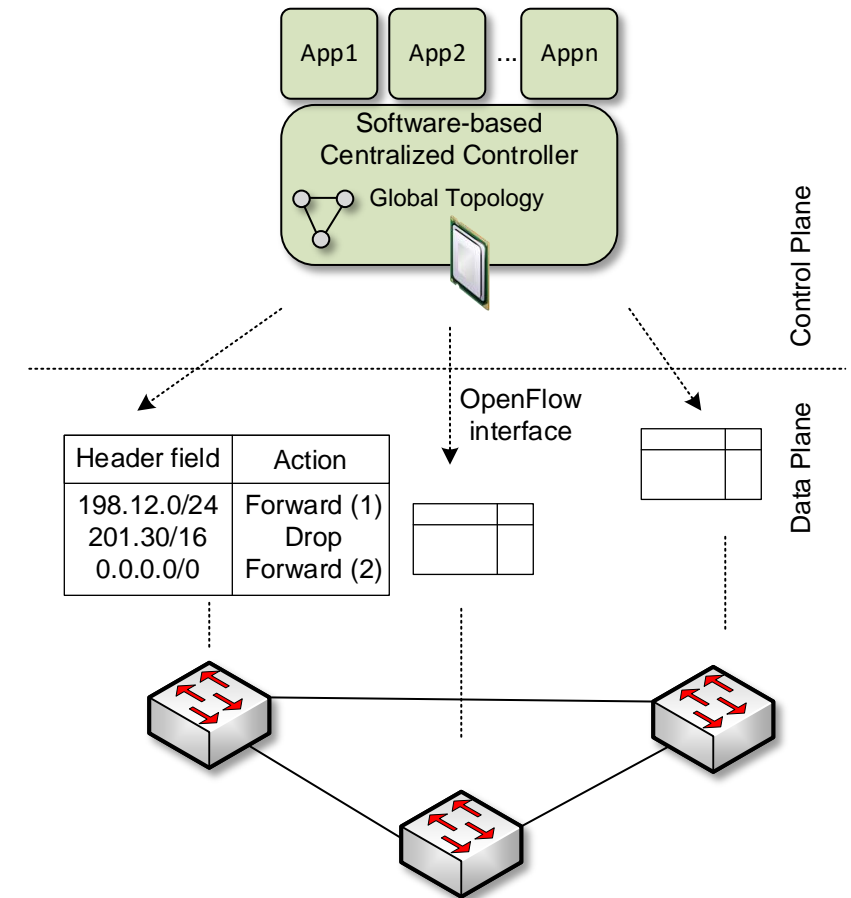 App1 App2 ... Appn
Software-based
Centralized Controller
Global Topology
Control Plane
OpenFlow
interface
Data Plane
Header field Action
198.12.0/24 Forward (1)
201.30/16 Drop
0.0.0.0/0 Forward (2)